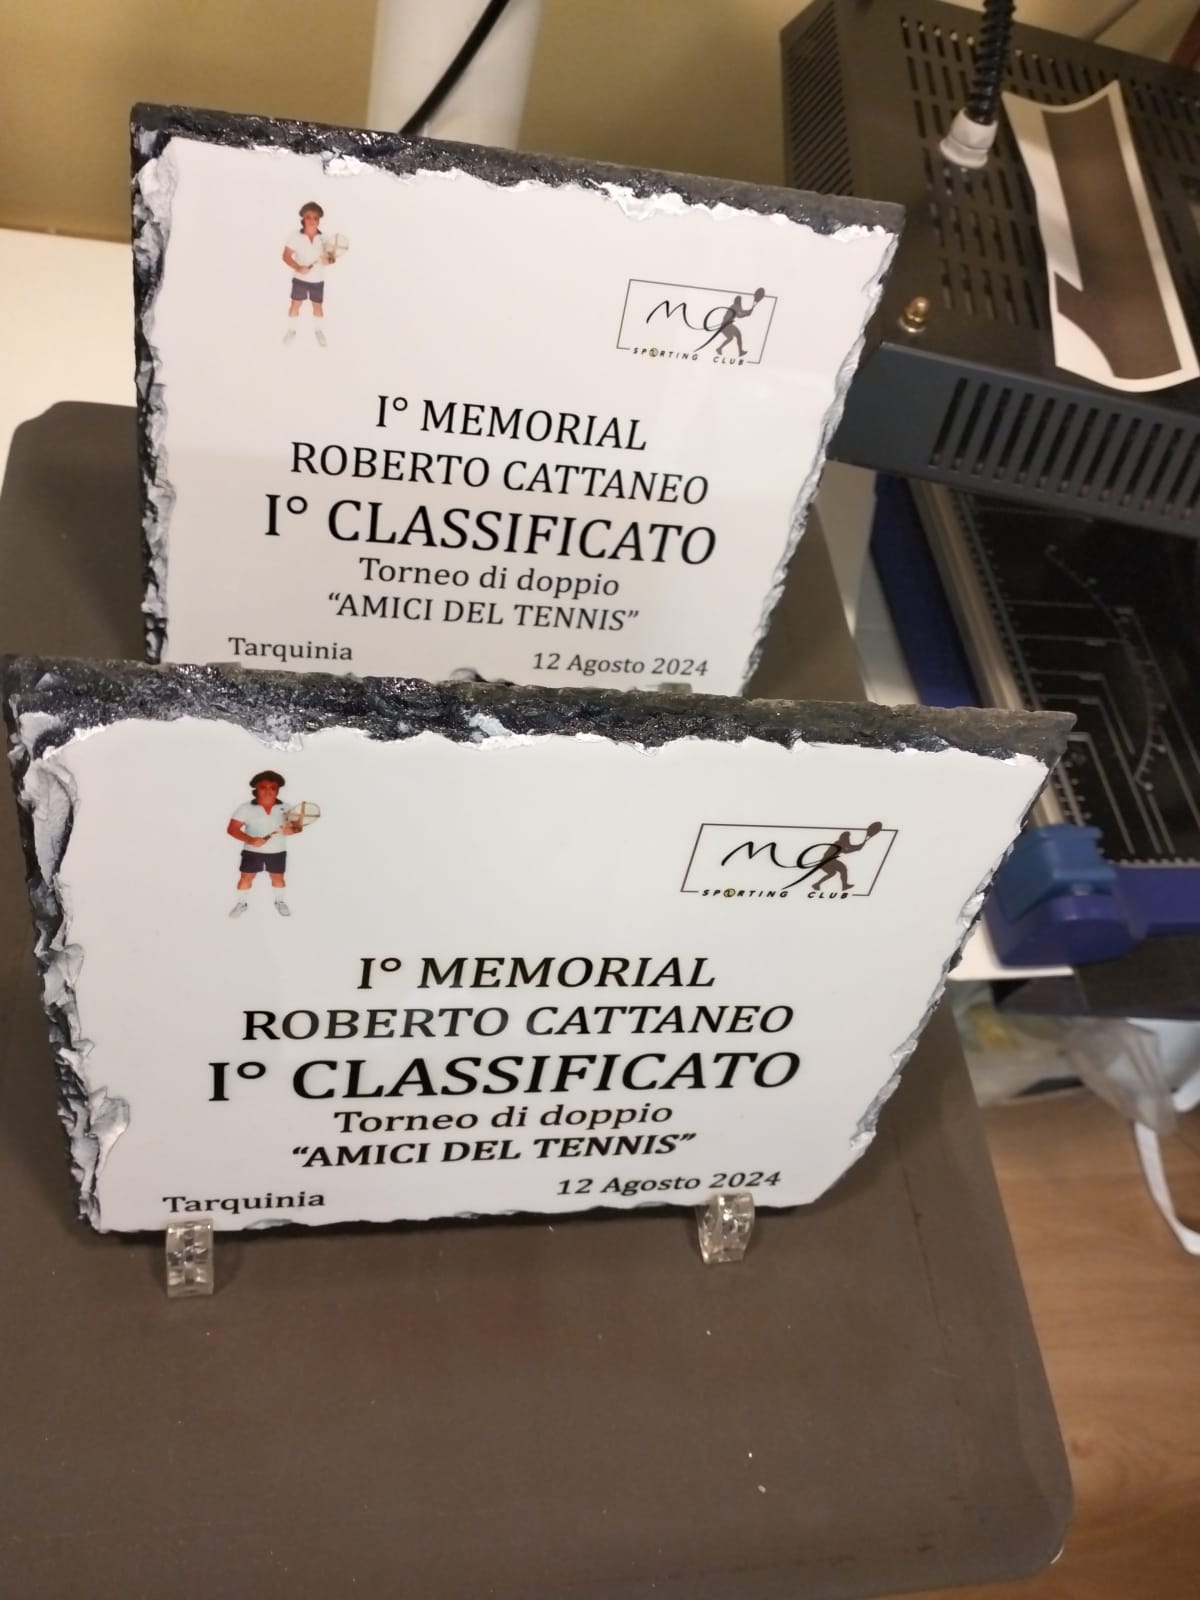 mg
SPORTING CLUB
I° MEMORIAL
ROBERTO CATTANEO
I° CLASSIFICATO
Torneo di doppio
“AMICI DEL TENNIS”
Tarquinia 12 Agosto 2024
mg
SPORTING CLUB
I° MEMORIAL
ROBERTO CATTANEO
I° CLASSIFICATO
Torneo di doppio
“AMICI DEL TENNIS”
Tarquinia 12 Agosto 2024